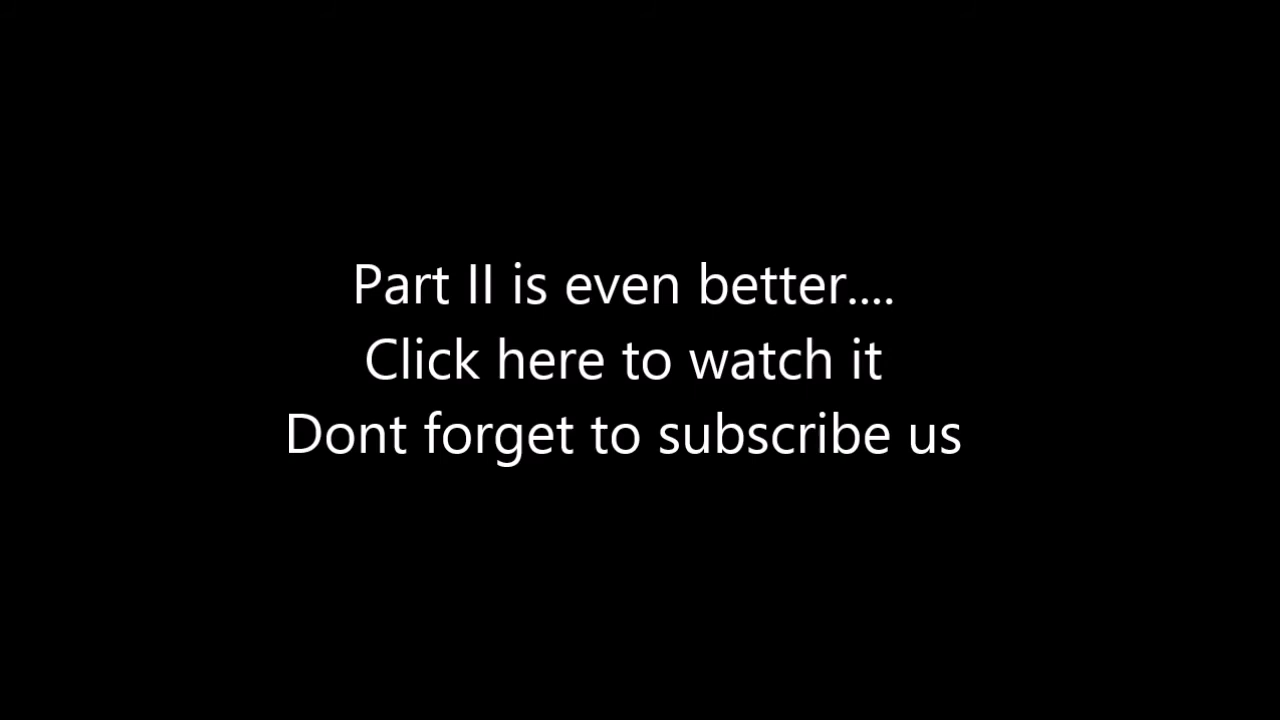 Part II is even better....
Click here to watch it
Dont forget to subscribe us